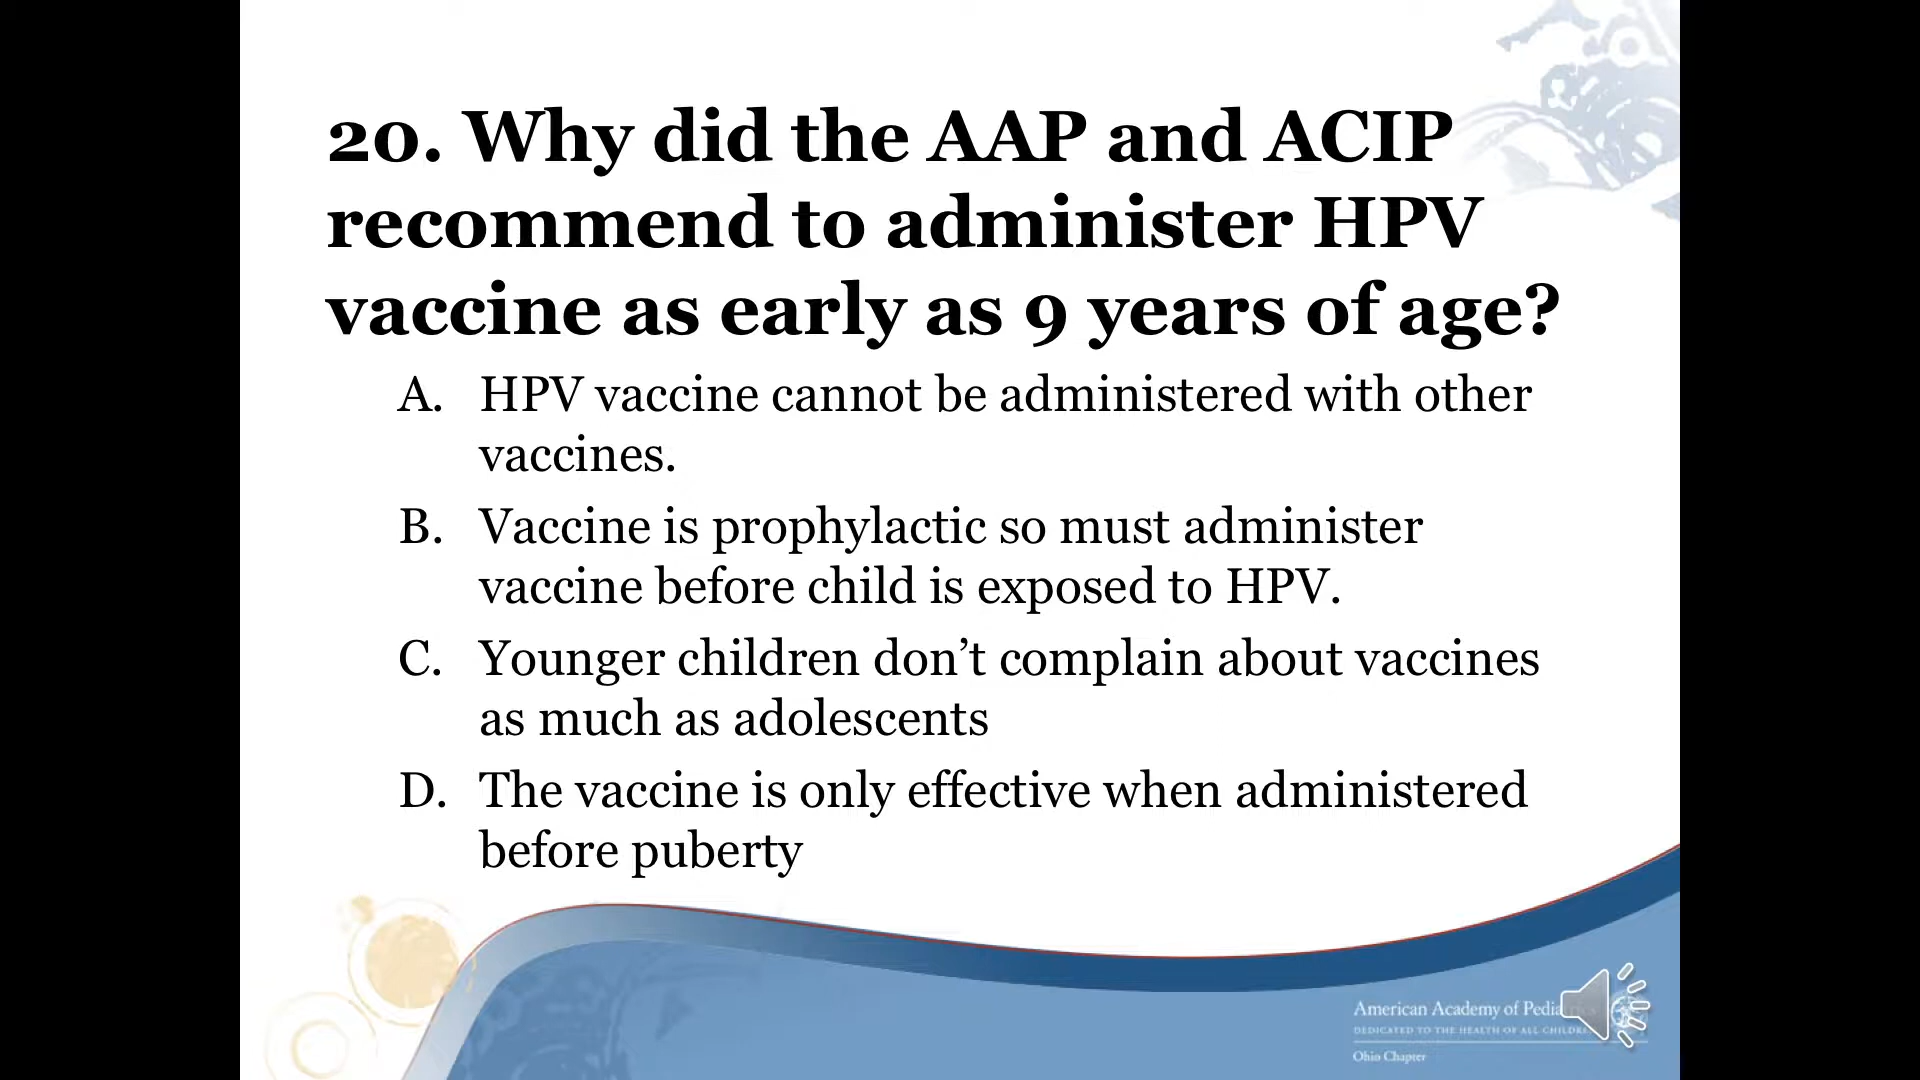 20. Why did the AAP and ACIP
recommend to administer HPV
vaccine as early as 9 years of age?
A. HPV vaccine cannot be administered with other
vaccines.
B. Vaccine is prophylactic so must administer
vaccine before child is exposed to HPV.
C. Younger children don’t complain about vaccines
as much as adolescents
D. The vaccine is only effective when administered
before puberty
American Academy of
DEDICATED TO THE HEALTH OF ALL
Ohio Chapter